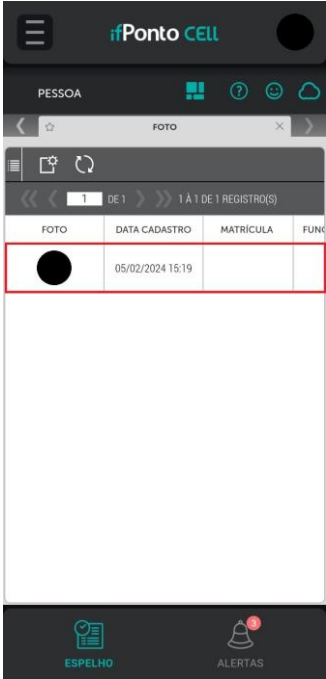 ifPonto CELL
PESSOA
FOTO
1 DE 1 1 À 1 DE 1 REGISTRO(S)
FOTO DATA CADASTRO MATRÍCULA FUNC
05/02/2024 15:19
3
ESPELHO ALERTAS